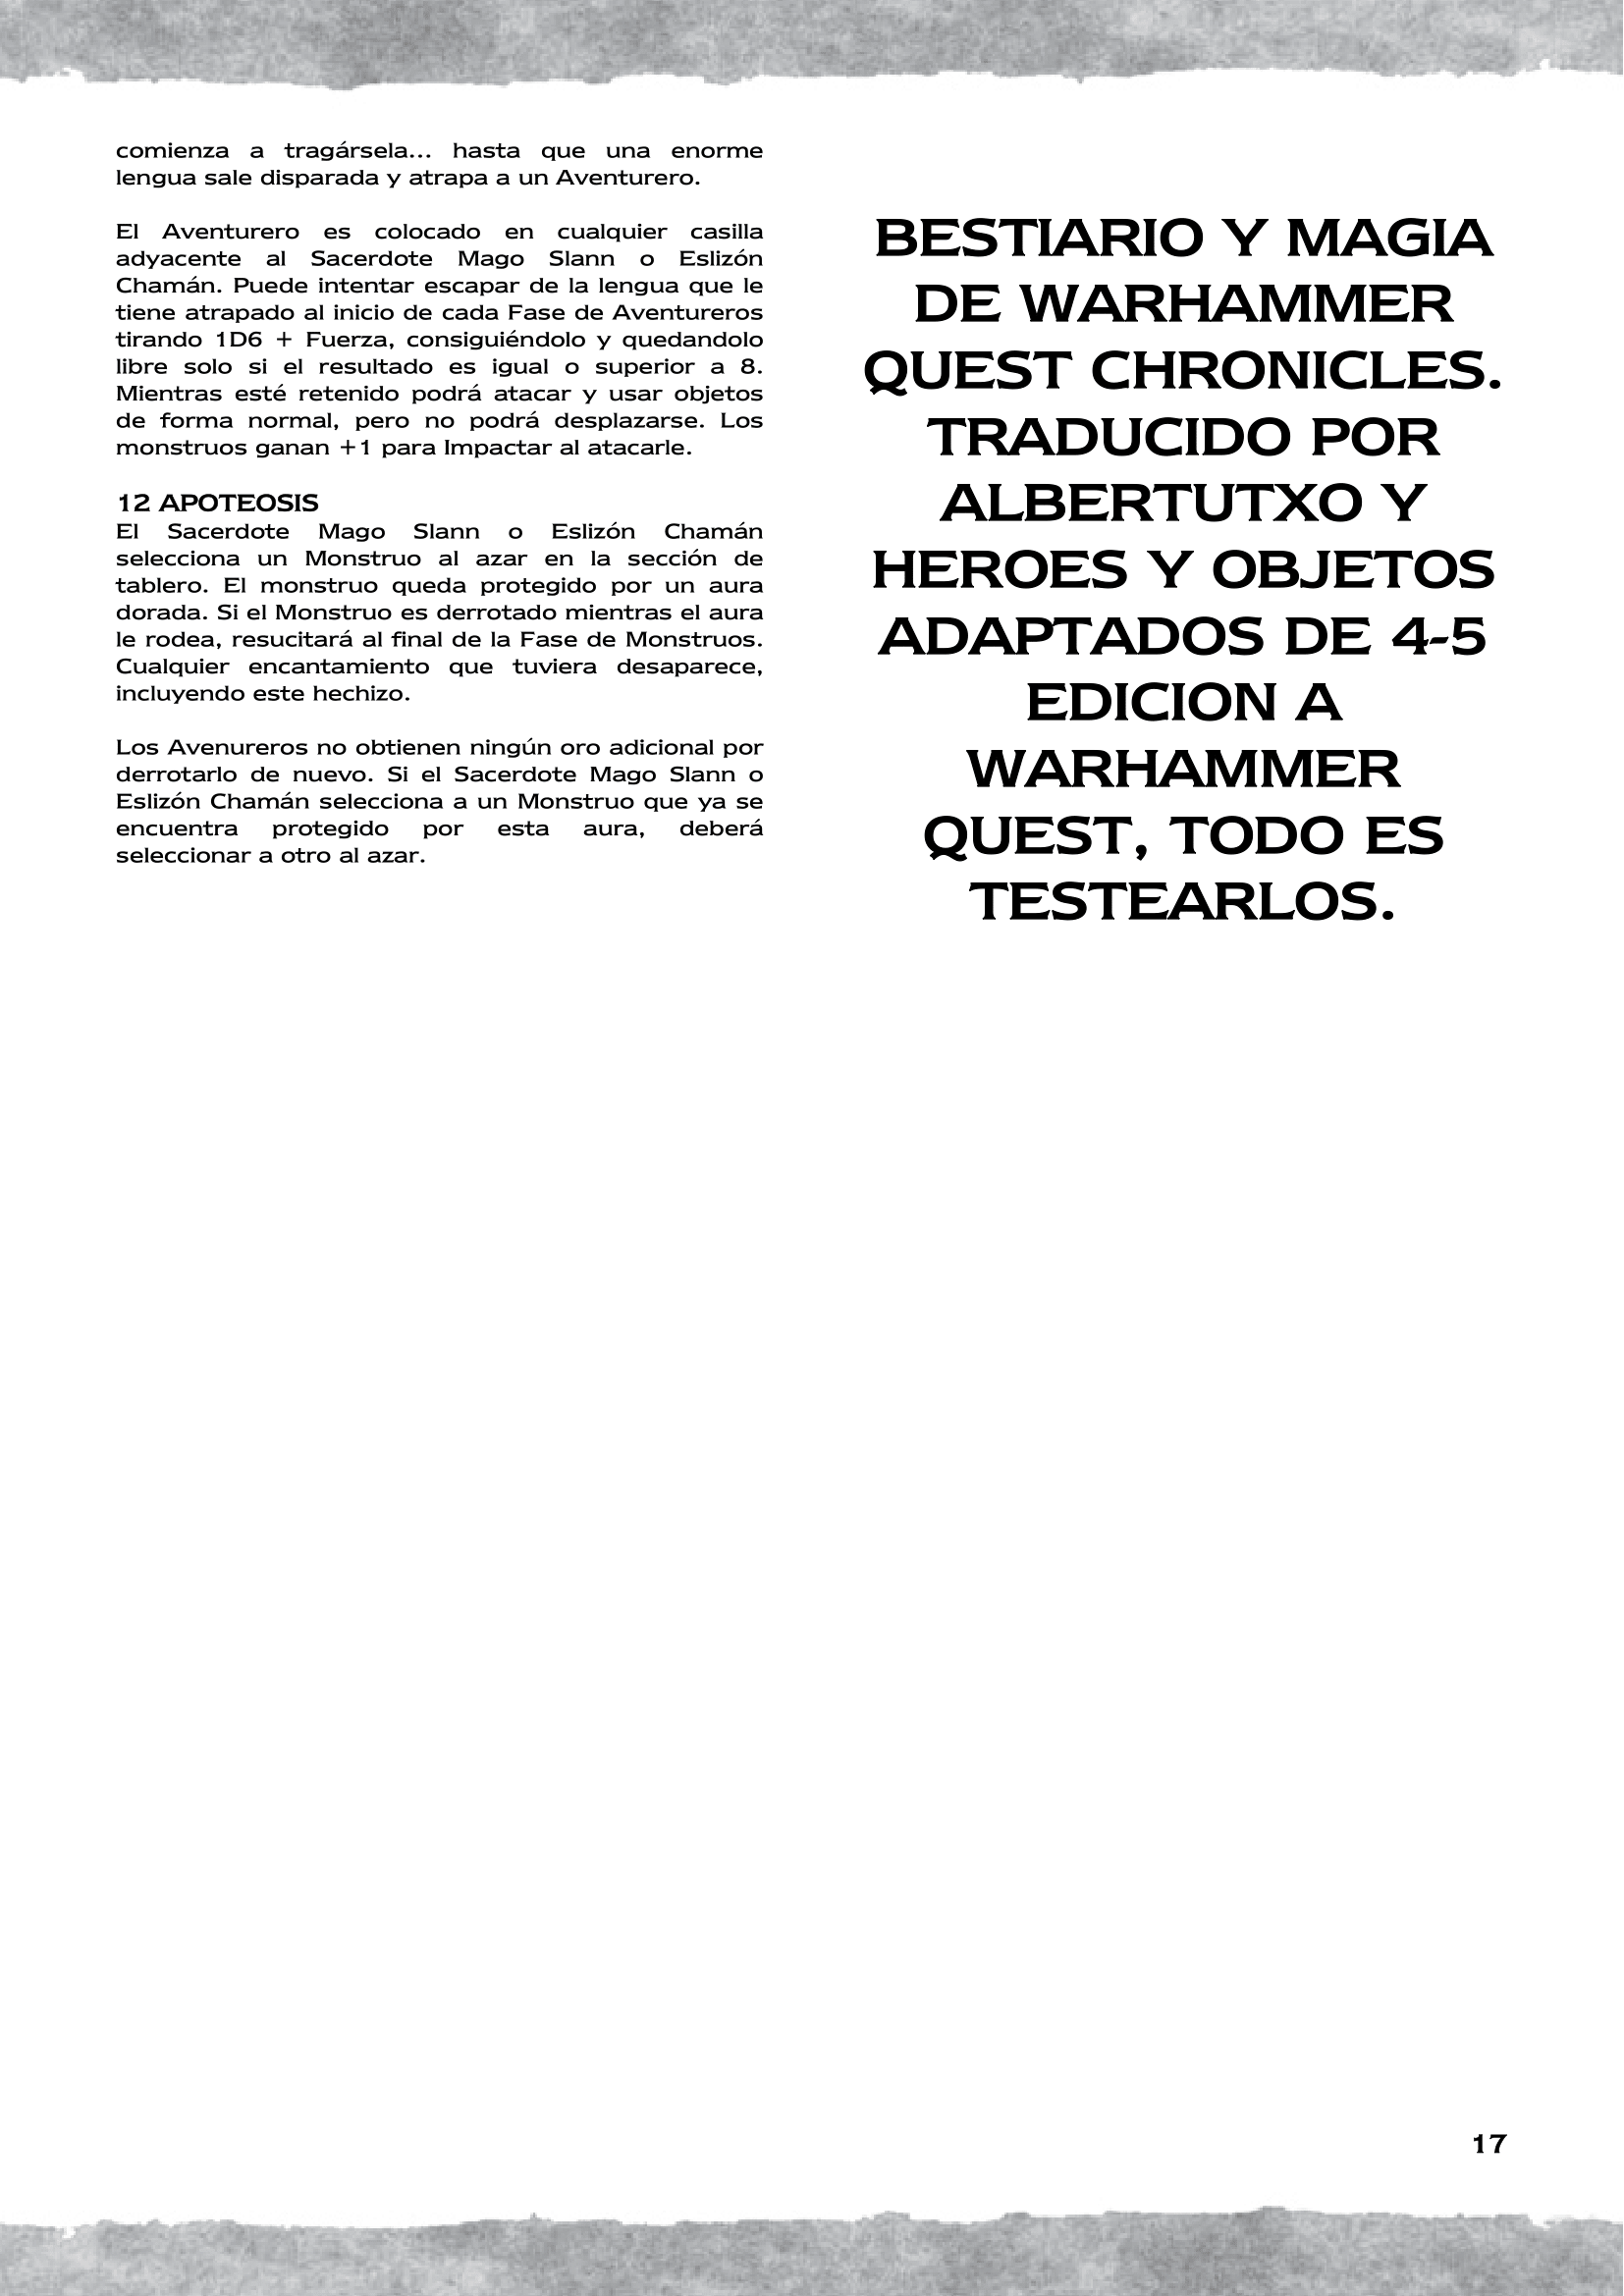 comienza a tragársela... hasta que una enorme
lengua sale disparada y atrapa a un Aventurero.
El Aventurero es colocado en cualquier casilla
adyacente al Sacerdote Mago Slann o Eslizón
Chamán. Puede intentar escapar de la lengua que le
tiene atrapado al inicio de cada Fase de Aventureros
tirando 1D6 + Fuerza, consiguiéndolo y quedandolo
libre solo si el resultado es igual o superior a 8.
Mientras esté retenido podrá atacar y usar objetos
de forma normal, pero no podrá desplazarse. Los
monstruos ganan +1 para Impactar al atacarle.
12 APOTEOSIS
El Sacerdote Mago Slann o Eslizón Chamán
selecciona un Monstruo al azar en la sección de
tablero. El monstruo queda protegido por un aura
dorada. Si el Monstruo es derrotado mientras el aura
le rodea, resucitará al final de la Fase de Monstruos.
Cualquier encantamiento que tuviera desaparece,
incluyendo este hechizo.
Los Avenureros no obtienen ningún oro adicional por
derrotarlo de nuevo. Si el Sacerdote Mago Slann o
Eslizón Chamán selecciona a un Monstruo que ya se
encuentra protegido por esta aura, deberá
seleccionar a otro al azar.
BESTIARIO Y MAGIA
DE WARHAMMER
QUEST CHRONICLES.
TRADUCIDO POR
ALBERTUTXO Y
HEROES Y OBJETOS
ADAPTADOS DE 4-5
EDICION A
WARHAMMER
QUEST, TODO ES
TESTEARLOS.
17